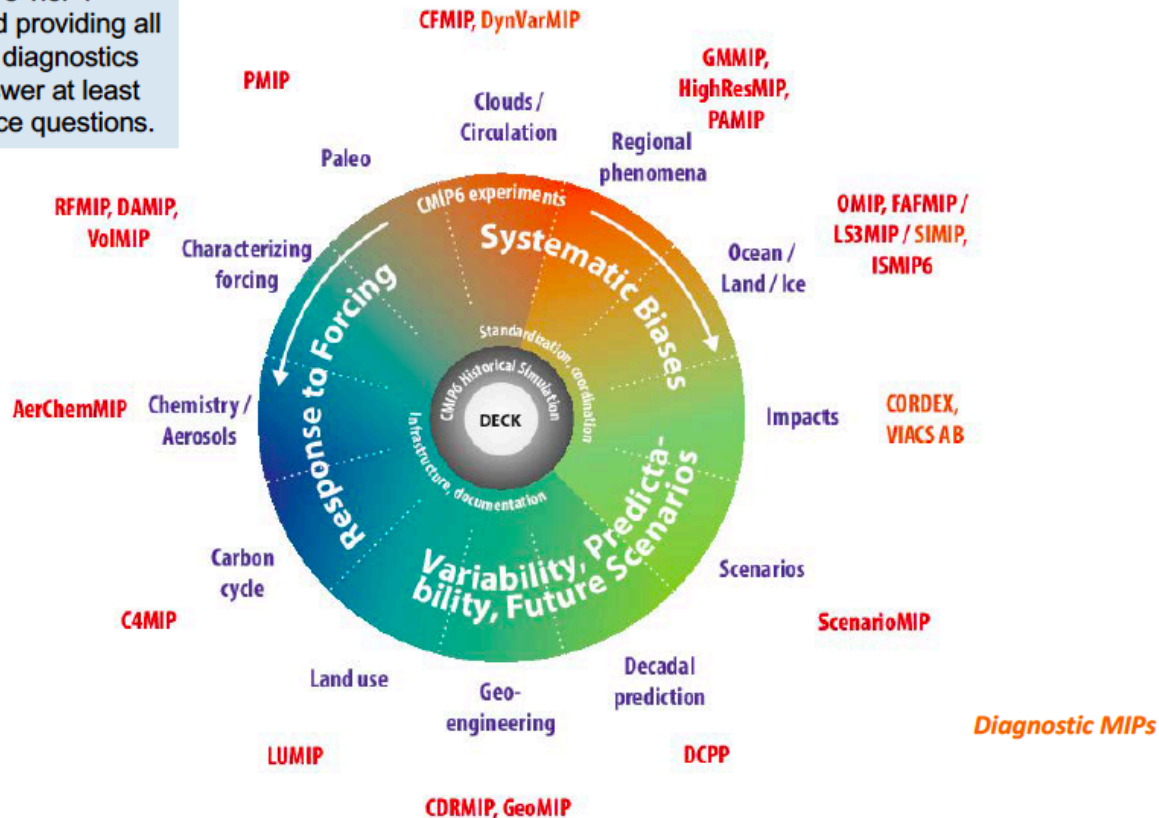 d providing all
diagnostics
wer at least
ce questions.
CFMIP, DynVarMIP
PMIP
GMMIP,
HighResMIP,
PAMIP
Clouds /
Circulation
Regional
phenomena
Paleo
RFMIP, DAMIP,
VolMIP
OMIP, FAFMIP /
LS3MIP / SIMIP,
ISMIP6
Characterizing
forcing
Ocean /
Land / Ice
CMIP6 experiments
Systematic Biases
Response to Forcing
Variability, Predicta-
bility, Future Scenarios
Standardization, coordination
CMIP6 Historical Simulation
DECK
Infrastructure, documentation
AerChemMIP
Chemistry /
Aerosols
Impacts
CORDEX,
VIACS AB
Carbon
cycle
Scenarios
C4MIP
ScenarioMIP
Land use
Geo-
engineering
Decadal
prediction
Diagnostic MIPs
LUMIP
DCPP
CDRMIP, GeoMIP